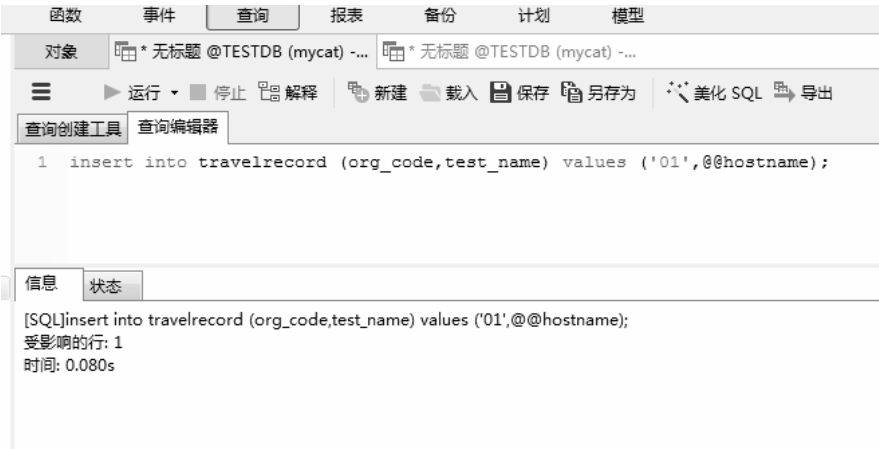 函数 事件 查询 报表 备份 计划 模型
对象 * 无标题 @TESTDB (mycat) -... * 无标题 @TESTDB (mycat) -...
运行 停止 解释 新建 载入 保存 另存为 美化 SQL 导出
查询创建工具 查询编辑器
1 insert into travelrecord (org_code,test_name) values ('01',@@hostname);
信息 状态
[SQL]insert into travelrecord (org_code,test_name) values ('01',@@hostname);
受影响的行: 1
时间: 0.080s